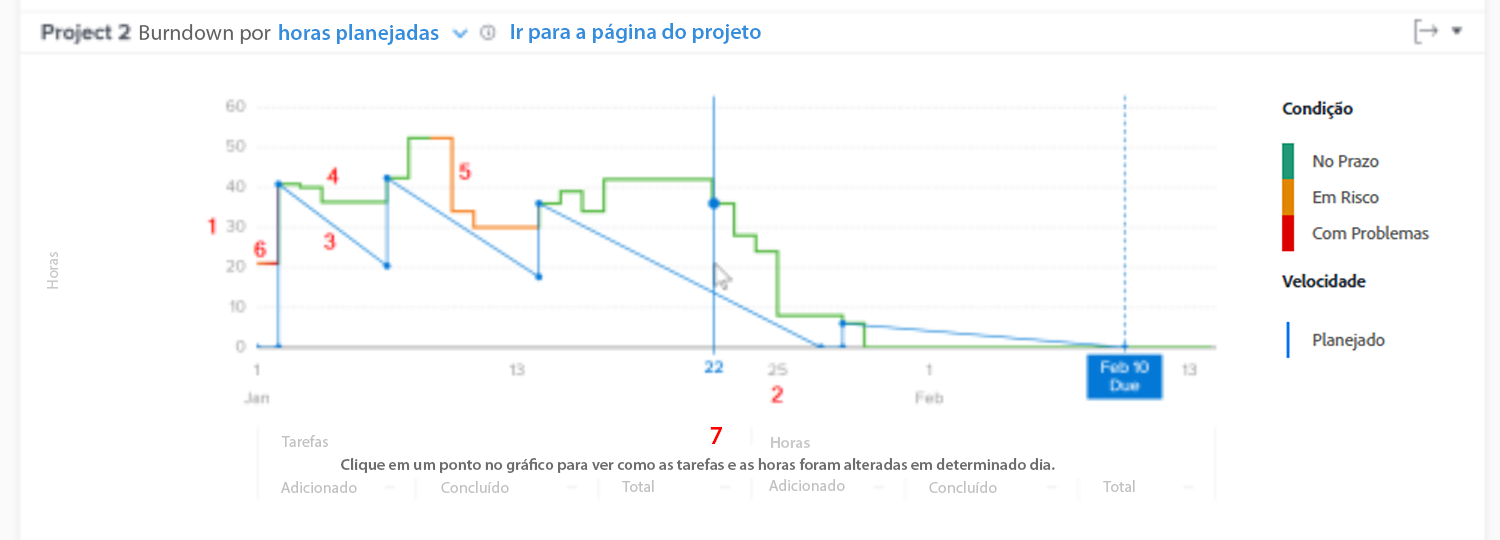 Project 2 Burndown por horas planejadas Ir para a página do projeto
Condição
No Prazo
Em Risco
Com Problemas
Velocidade
Planejado
Horas
60
50
40
30
20
10
0
1
2
3
4
5
6
7
1 13 22 25 1 13
Jan Feb
Feb 10
Due
Tarefas Horas
Clique em um ponto no gráfico para ver como as tarefas e as horas foram alteradas em determinado dia.
Adicionado -- Concluído -- Total -- Adicionado -- Concluído -- Total --